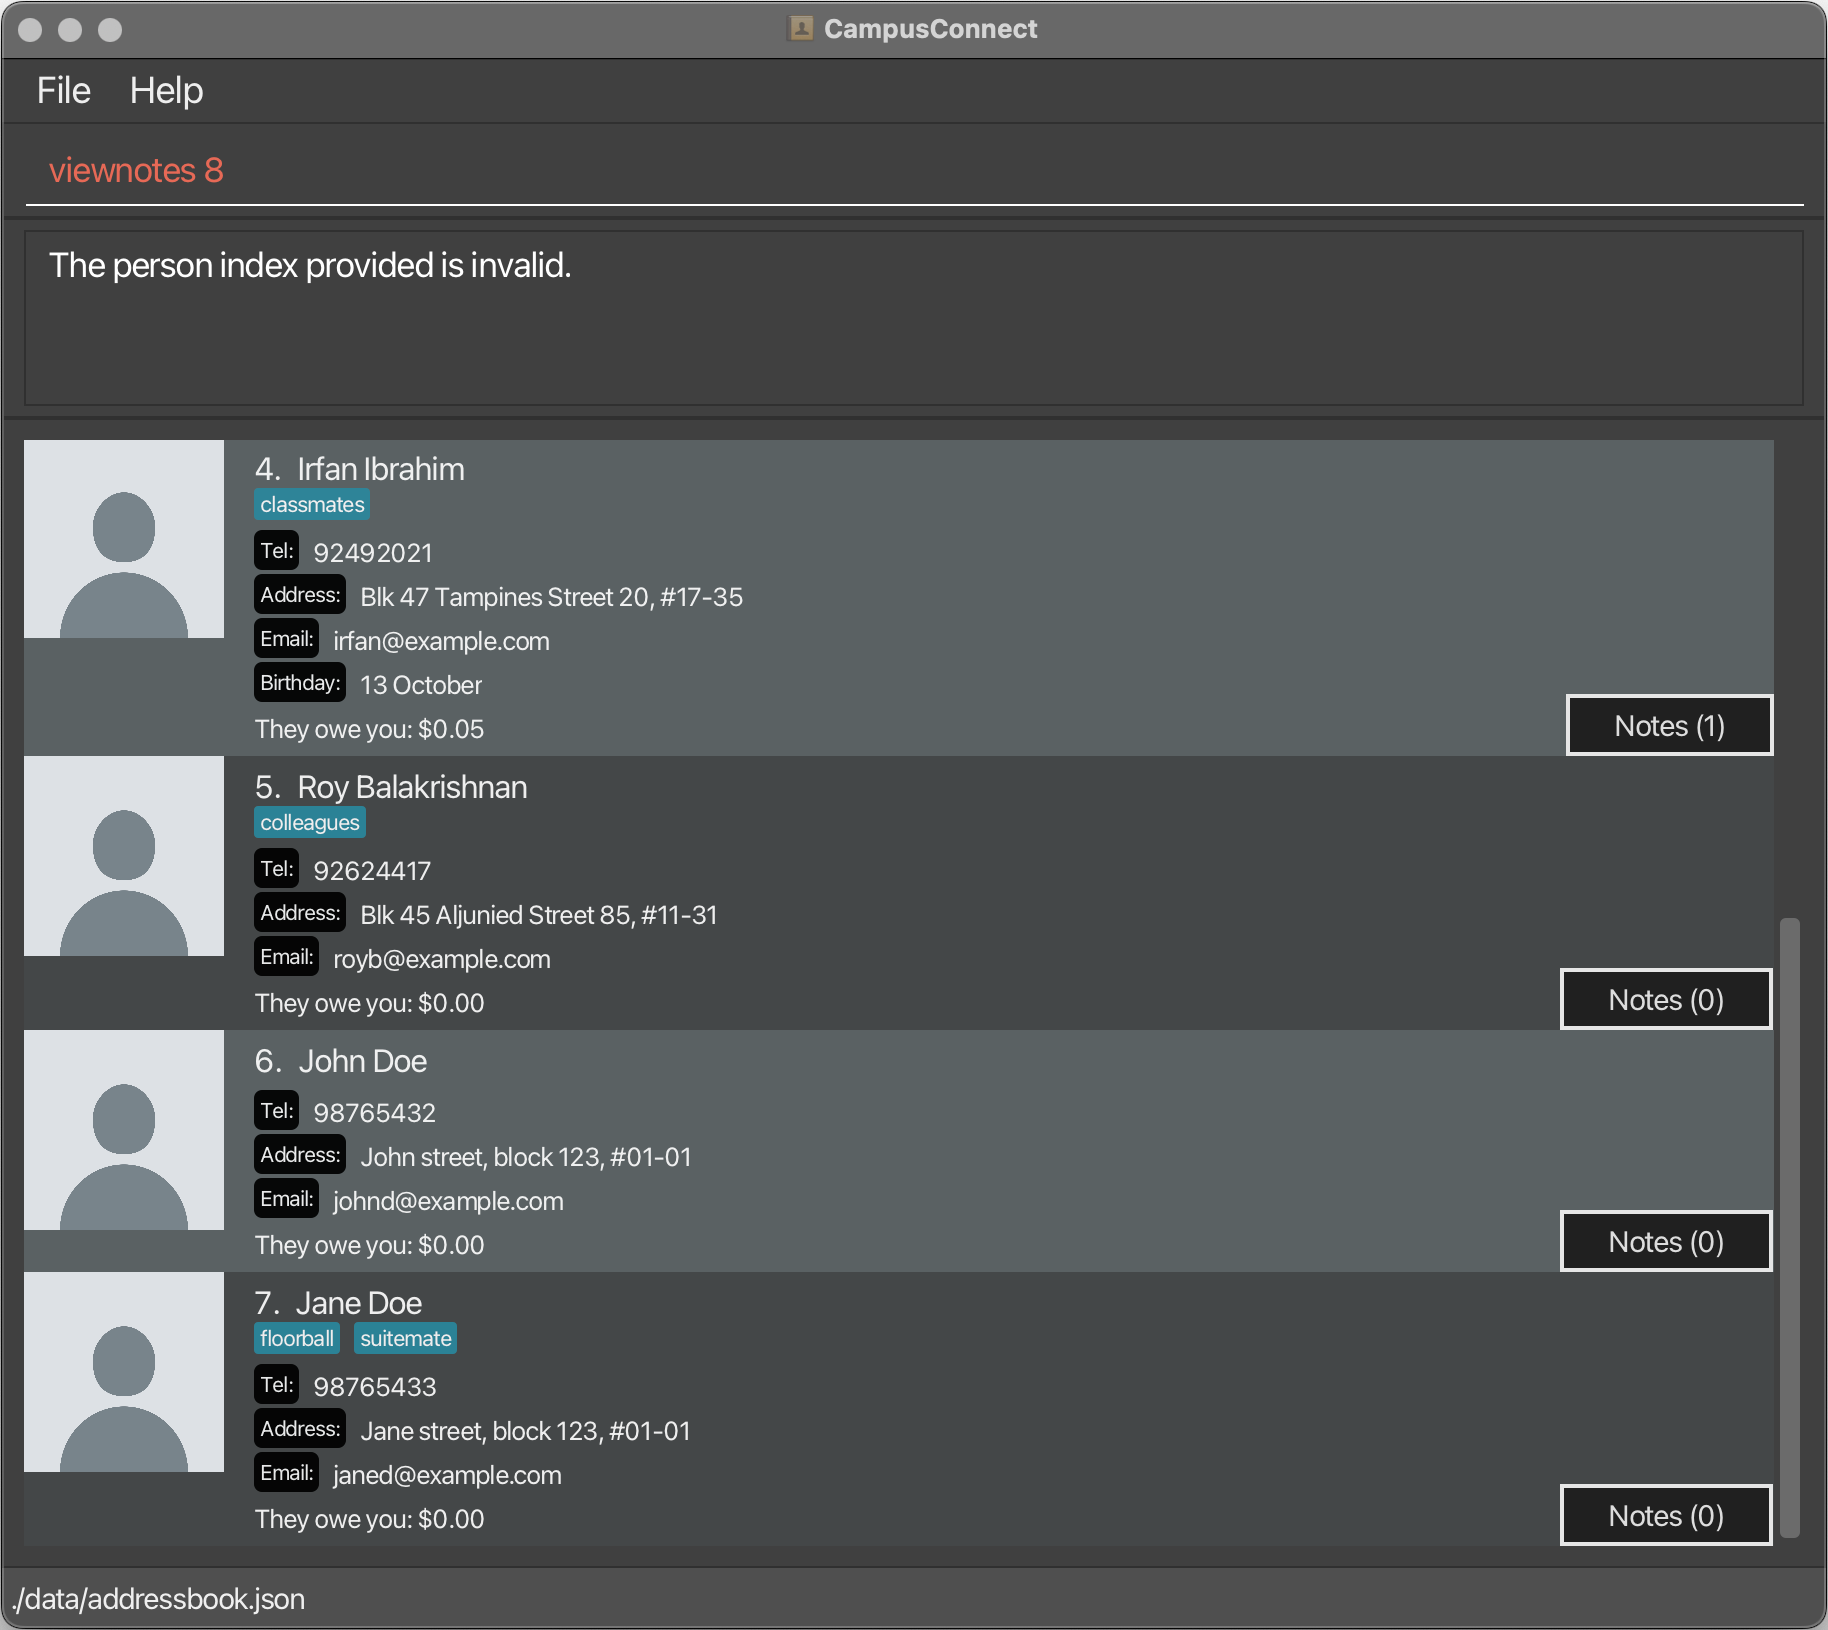 CampusConnect
File Help
viewnotes 8
The person index provided is invalid.
4. Irfan Ibrahim
classmates
Tel: 92492021
Address: Blk 47 Tampines Street 20, #17-35
Email: irfan@example.com
Birthday: 13 October
They owe you: $0.05
Notes (1)
5. Roy Balakrishnan
colleagues
Tel: 92624417
Address: Blk 45 Aljunied Street 85, #11-31
Email: royb@example.com
They owe you: $0.00
Notes (0)
6. John Doe
Tel: 98765432
Address: John street, block 123, #01-01
Email: johnd@example.com
They owe you: $0.00
Notes (0)
7. Jane Doe
floorball suitemate
Tel: 98765433
Address: Jane street, block 123, #01-01
Email: janed@example.com
They owe you: $0.00
Notes (0)
./data/addressbook.json